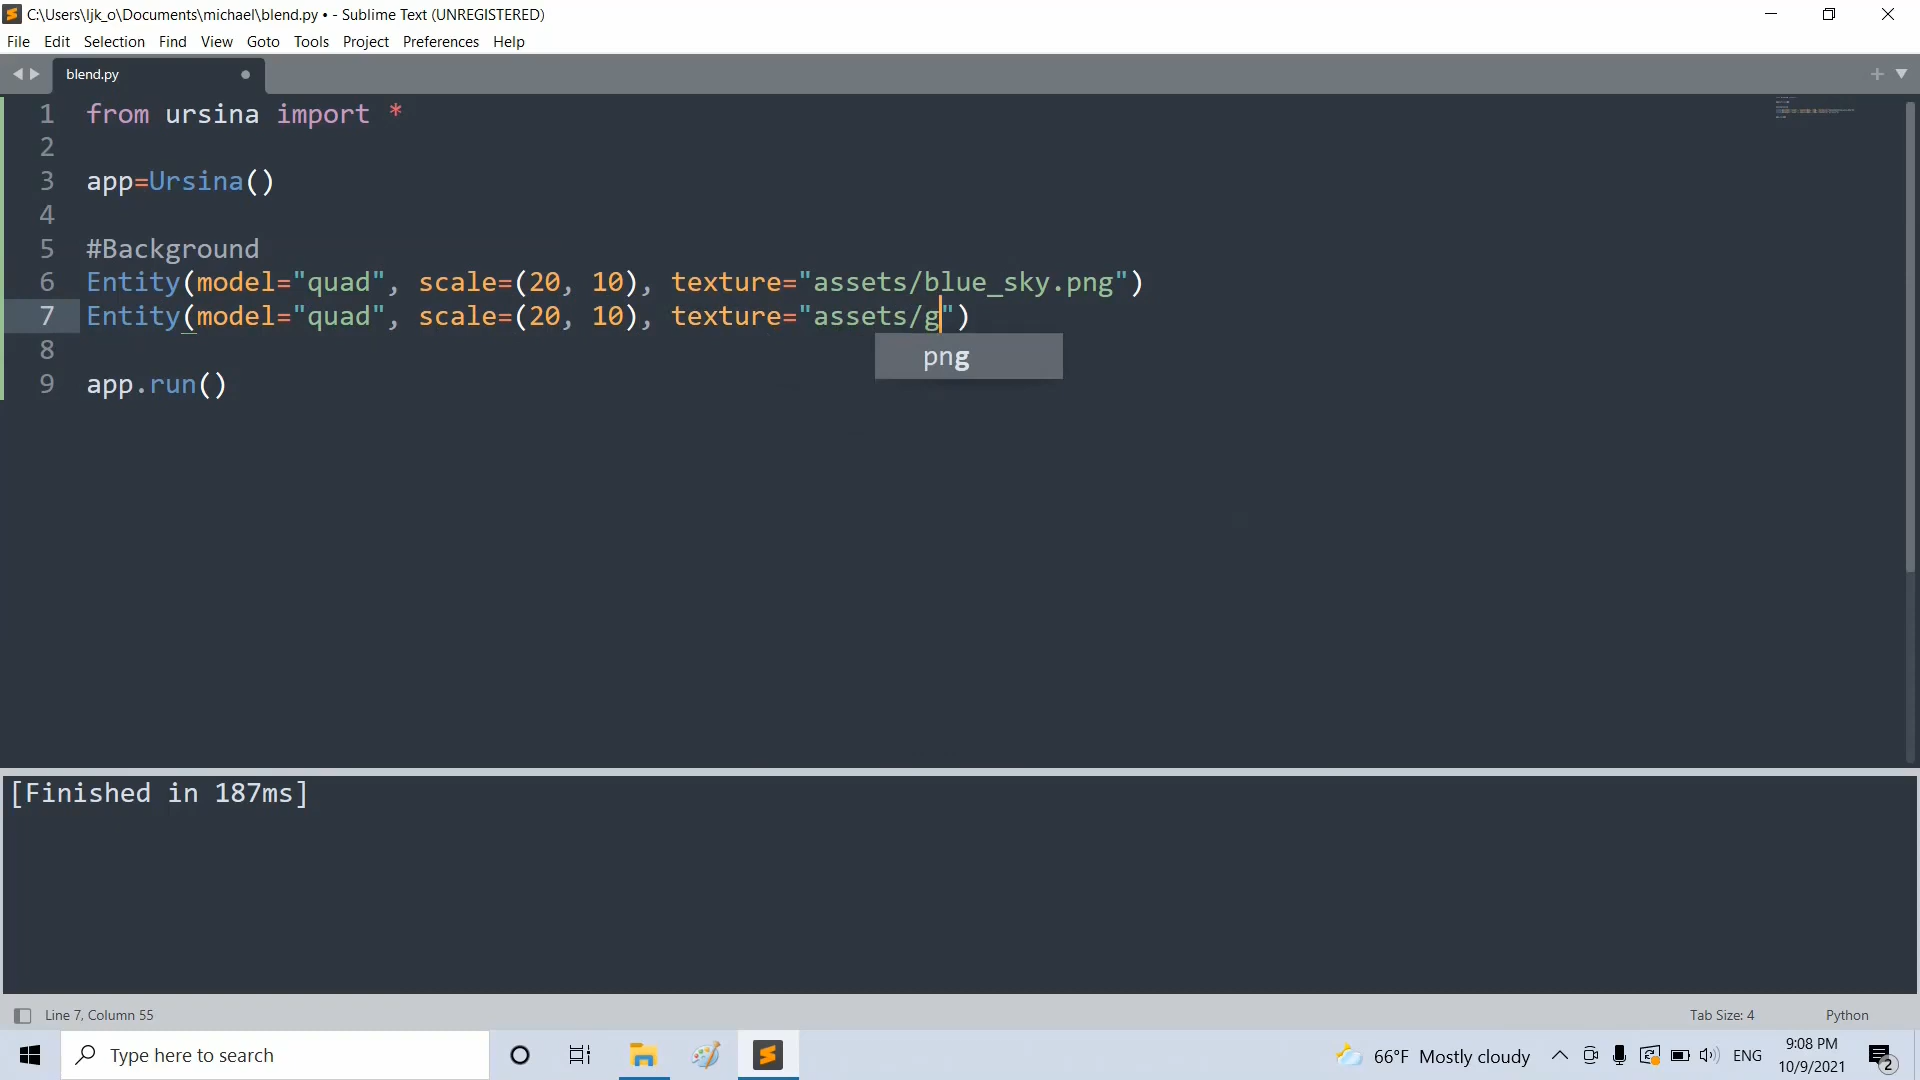 C:\Users\ljk_o\Documents\michael\blend.py • - Sublime Text (UNREGISTERED)
File Edit Selection Find View Goto Tools Project Preferences Help
blend.py
1 from ursina import *
2
3 app=Ursina()
4
5 #Background
6 Entity(model="quad", scale=(20, 10), texture="assets/blue_sky.png")
7 Entity(model="quad", scale=(20, 10), texture="assets/g")
png
8
9 app.run()
[Finished in 187ms]
Line 7, Column 55 Tab Size: 4 Python
Type here to search 66°F Mostly cloudy ENG 9:08 PM
10/9/2021 2